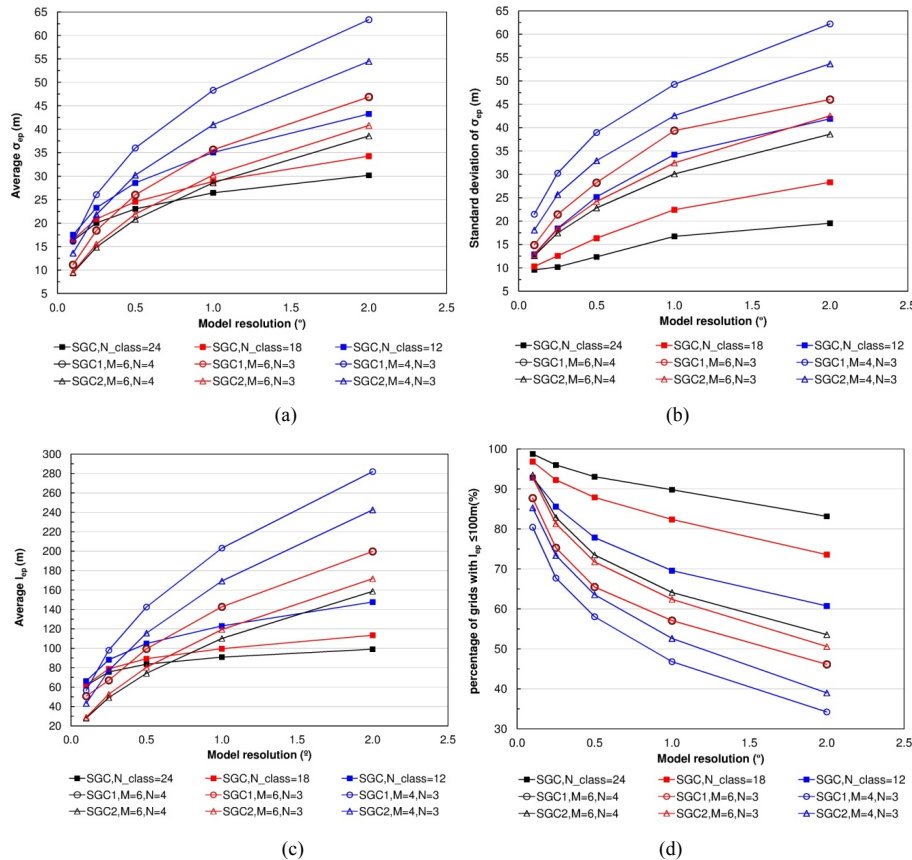 65
60
55
50
45
40
35
30
25
20
15
10
5
Average σep (m)
0.0 0.5 1.0 1.5 2.0 2.5
Model resolution (°)
SGC,N_class=24 SGC,N_class=18 SGC,N_class=12
SGC1,M=6,N=4 SGC1,M=6,N=3 SGC1,M=4,N=3
SGC2,M=6,N=4 SGC2,M=6,N=3 SGC2,M=4,N=3
(a)
65
60
55
50
45
40
35
30
25
20
15
10
5
Standard deviation of σep (m)
0.0 0.5 1.0 1.5 2.0 2.5
Model resolution (°)
SGC,N_class=24 SGC,N_class=18 SGC,N_class=12
SGC1,M=6,N=4 SGC1,M=6,N=3 SGC1,M=4,N=3
SGC2,M=6,N=4 SGC2,M=6,N=3 SGC2,M=4,N=3
(b)
300
280
260
240
220
200
180
160
140
120
100
80
60
40
20
Average Iep (m)
0.0 0.5 1.0 1.5 2.0 2.5
Model resolution (º)
SGC,N_class=24 SGC,N_class=18 SGC,N_class=12
SGC1,M=6,N=4 SGC1,M=6,N=3 SGC1,M=4,N=3
SGC2,M=6,N=4 SGC2,M=6,N=3 SGC2,M=4,N=3
(c)
100
90
80
70
60
50
40
30
percentage of grids with Iep ≤100m(%)
0.0 0.5 1.0 1.5 2.0 2.5
Model resolution (°)
SGC,N_class=24 SGC,N_class=18 SGC,N_class=12
SGC1,M=6,N=4 SGC1,M=6,N=3 SGC1,M=4,N=3
SGC2,M=6,N=4 SGC2,M=6,N=3 SGC2,M=4,N=3
(d)